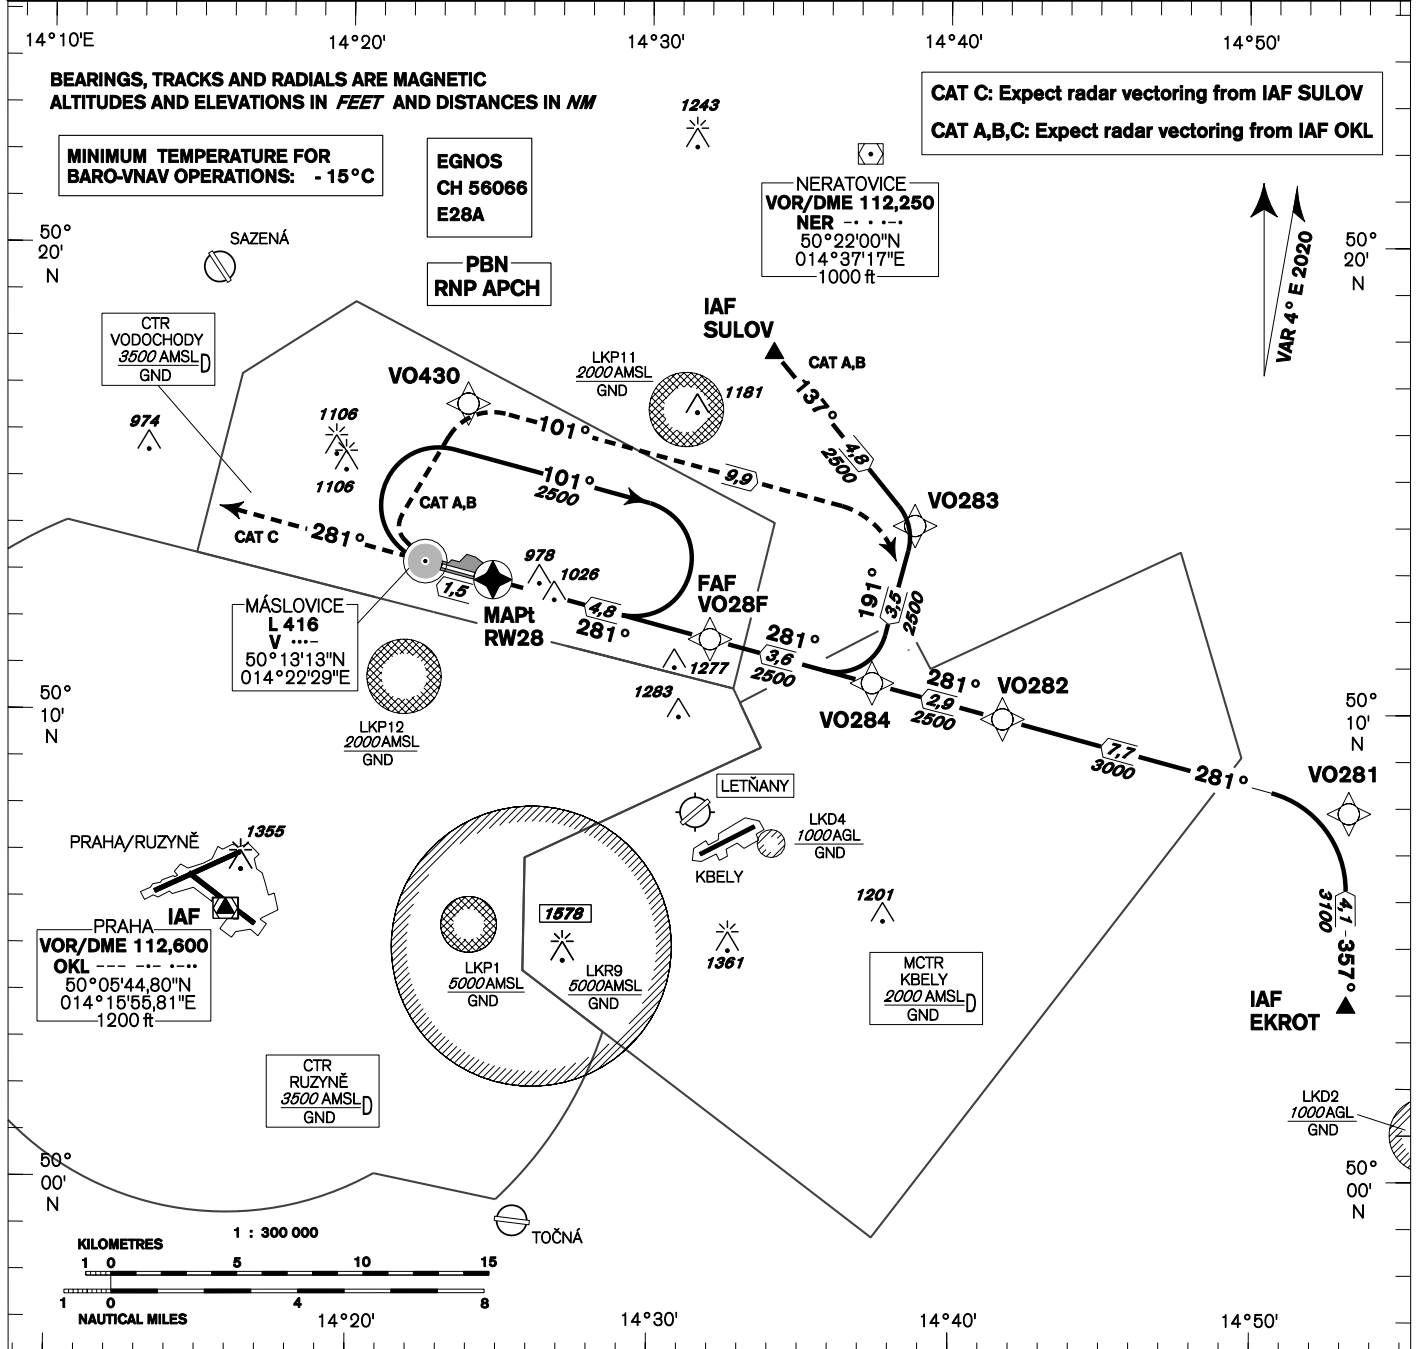 14°10'E
14°20'
14°30'
14°40'
14°50'
BEARINGS, TRACKS AND RADIALS ARE MAGNETIC
ALTITUDES AND ELEVATIONS IN FEET AND DISTANCES IN NM
CAT C: Expect radar vectoring from IAF SULOV
CAT A,B,C: Expect radar vectoring from IAF OKL
MINIMUM TEMPERATURE FOR
BARO-VNAV OPERATIONS: - 15°C
EGNOS
CH 56066
E28A
PBN
RNP APCH
1243
NERATOVICE
VOR/DME 112,250
NER
50°22'00"N
014°37'17"E
1000 ft
VAR 4° E 2020
50°
20'
N
50°
20'
N
SAZENÁ
CTR
VODOCHODY
3500 AMSL
D
GND
IAF
SULOV
CAT A,B
137°
4,8
2500
LKP11
2000 AMSL
GND
1181
VO430
974
1106
1106
101°
9,9
101°
2500
CAT A,B
CAT C
281°
VO283
191°
3,5
2500
978
1026
1,5
MAPt
RW28
4,8
281°
FAF
VO28F
281°
3,6
2500
MÁSLOVICE
L 416
V
50°13'13"N
014°22'29"E
1277
1283
LKP12
2000 AMSL
GND
VO284
281°
2,9
2500
VO282
7,7
3000
281°
VO281
50°
10'
N
50°
10'
N
4,1
3100
357°
IAF
EKROT
LETŇANY
LKD4
1000 AGL
GND
KBELY
PRAHA/RUZYNĚ
1355
IAF
PRAHA
VOR/DME 112,600
OKL
50°05'44,80"N
014°15'55,81"E
1200 ft
1578
LKP1
5000 AMSL
GND
LKR9
5000 AMSL
GND
1361
1201
MCTR
KBELY
2000 AMSL
D
GND
CTR
RUZYNĚ
3500 AMSL
D
GND
LKD2
1000 AGL
GND
50°
00'
N
50°
00'
N
TOČNÁ
1 : 300 000
KILOMETRES
1 0 5 10 15
1 0 4 8
NAUTICAL MILES
14°20'
14°30'
14°40'
14°50'